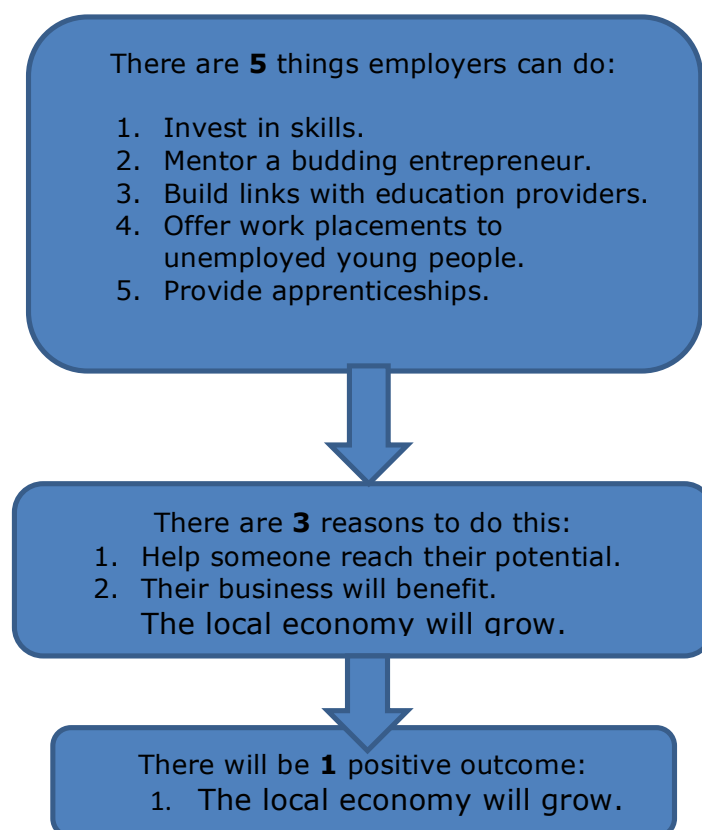 There are 5 things employers can do:
1. Invest in skills.
2. Mentor a budding entrepreneur.
3. Build links with education providers.
4. Offer work placements to
unemployed young people.
5. Provide apprenticeships.
There are 3 reasons to do this:
1. Help someone reach their potential.
2. Their business will benefit.
The local economy will grow.
There will be 1 positive outcome:
1. The local economy will grow.